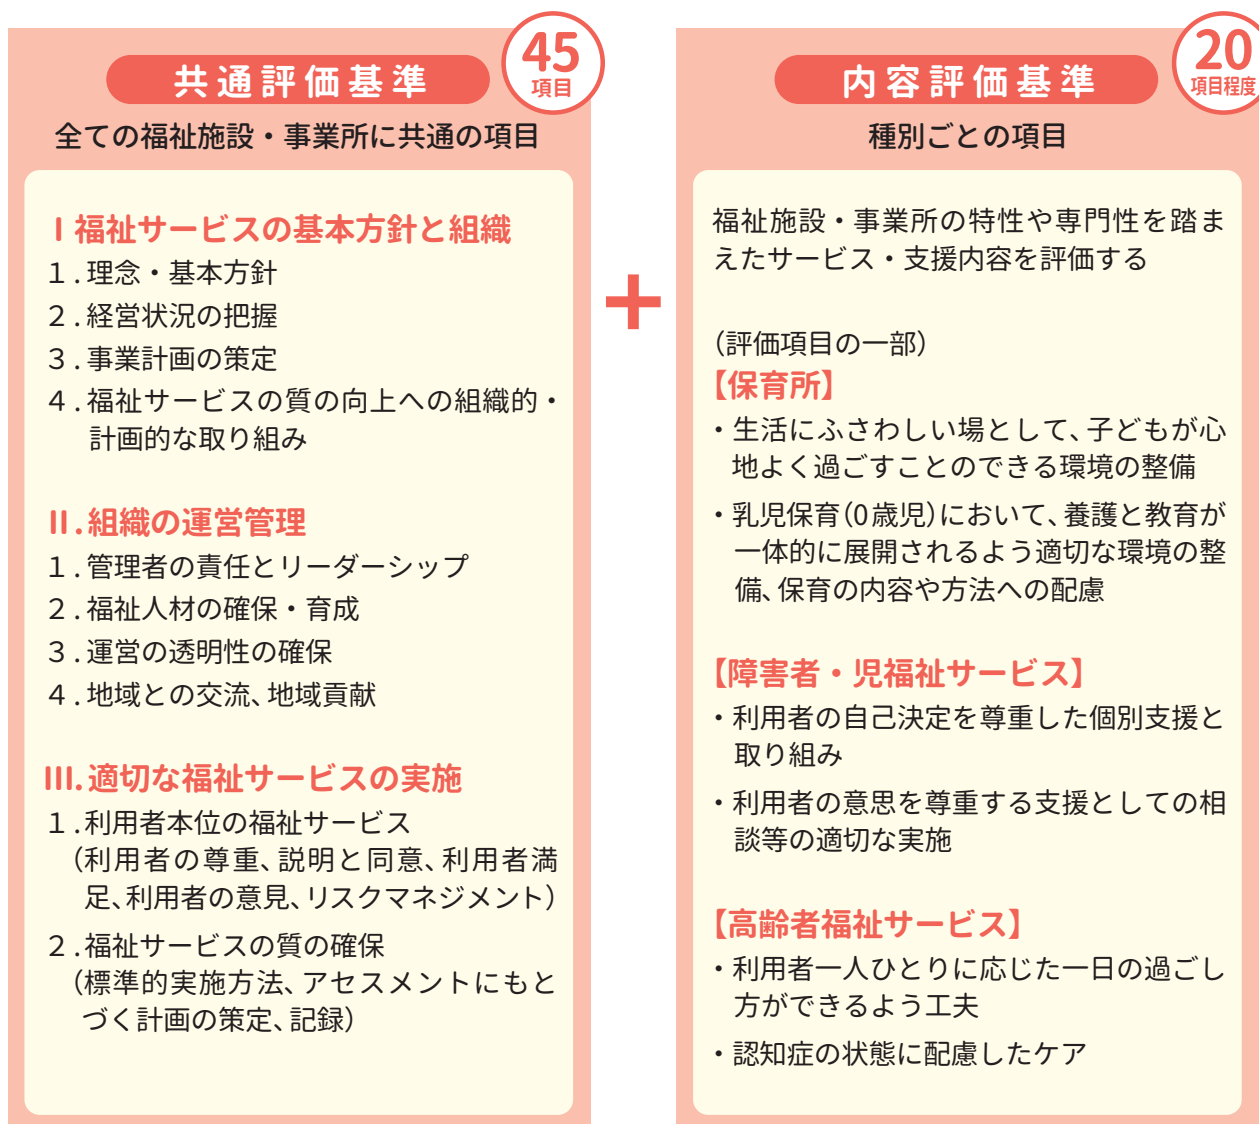 共通評価基準
45
項目
全ての福祉施設・事業所に共通の項目
Ⅰ福祉サービスの基本方針と組織
１.理念・基本方針
２.経営状況の把握
３.事業計画の策定
４.福祉サービスの質の向上への組織的・
計画的な取り組み
Ⅱ.組織の運営管理
１.管理者の責任とリーダーシップ
２.福祉人材の確保・育成
３.運営の透明性の確保
４.地域との交流、地域貢献
Ⅲ.適切な福祉サービスの実施
１.利用者本位の福祉サービス
（利用者の尊重、説明と同意、利用者満
足、利用者の意見、リスクマネジメント）
２.福祉サービスの質の確保
（標準的実施方法、アセスメントにもと
づく計画の策定、記録）
+
内容評価基準
20
項目程度
種別ごとの項目
福祉施設・事業所の特性や専門性を踏ま
えたサービス・支援内容を評価する
（評価項目の一部）
【保育所】
・生活にふさわしい場として、子どもが心
地よく過ごすことのできる環境の整備
・乳児保育（0歳児）において、養護と教育が
一体的に展開されるよう適切な環境の整
備、保育の内容や方法への配慮
【障害者・児福祉サービス】
・利用者の自己決定を尊重した個別支援と
取り組み
・利用者の意思を尊重する支援としての相
談等の適切な実施
【高齢者福祉サービス】
・利用者一人ひとりに応じた一日の過ごし
方ができるよう工夫
・認知症の状態に配慮したケア